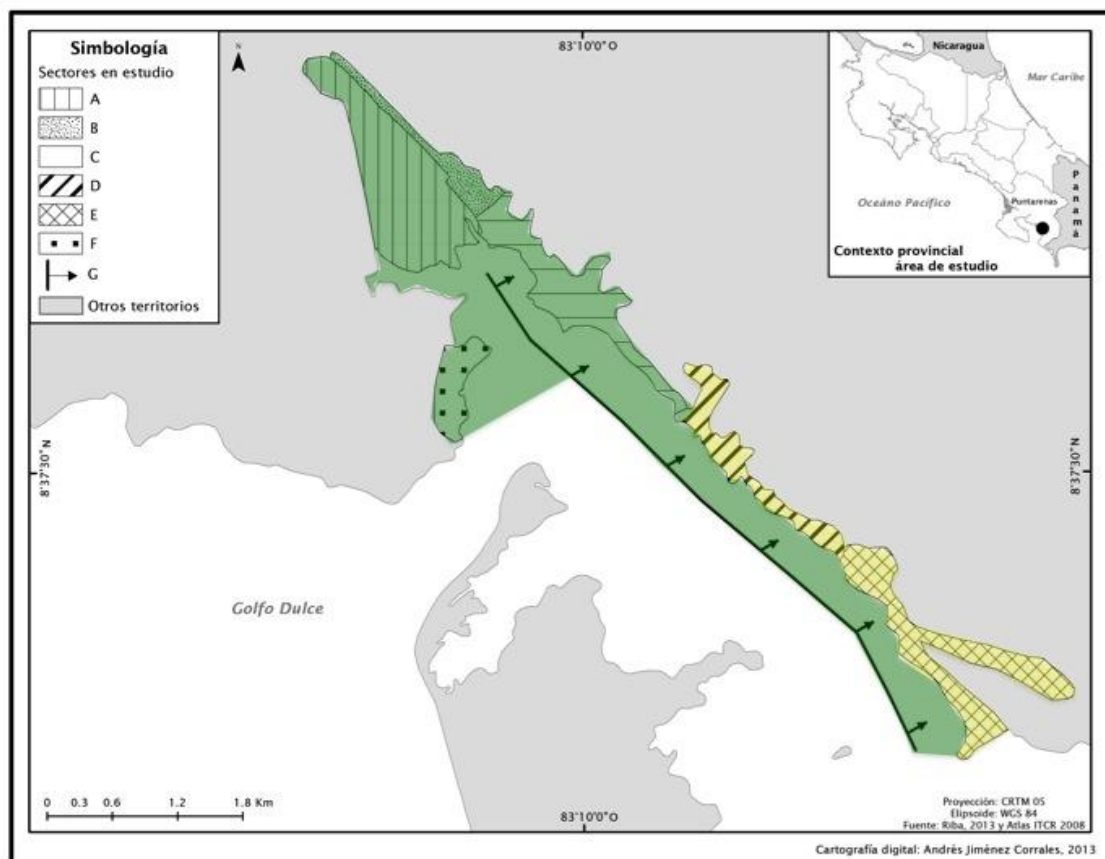 Simbología
Sectores en estudio
A
B
C
D
E
F
G
Otros territorios
N
83°10'0"O
Nicaragua
Mar Caribe
Panamá
Puntarenas
Oceáno Pacífico
Contexto provincial
área de estudio
8°37'30"N
8°37'30"N
Golfo Dulce
0 0.3 0.6 1.2 1.8 Km
83°10'0"O
Proyección: CRTM 05
Elipsoide: WGS 84
Fuente: Riba, 2013 y Atlas ITCR 2008
Cartografía digital: Andrés Jiménez Corrales, 2013